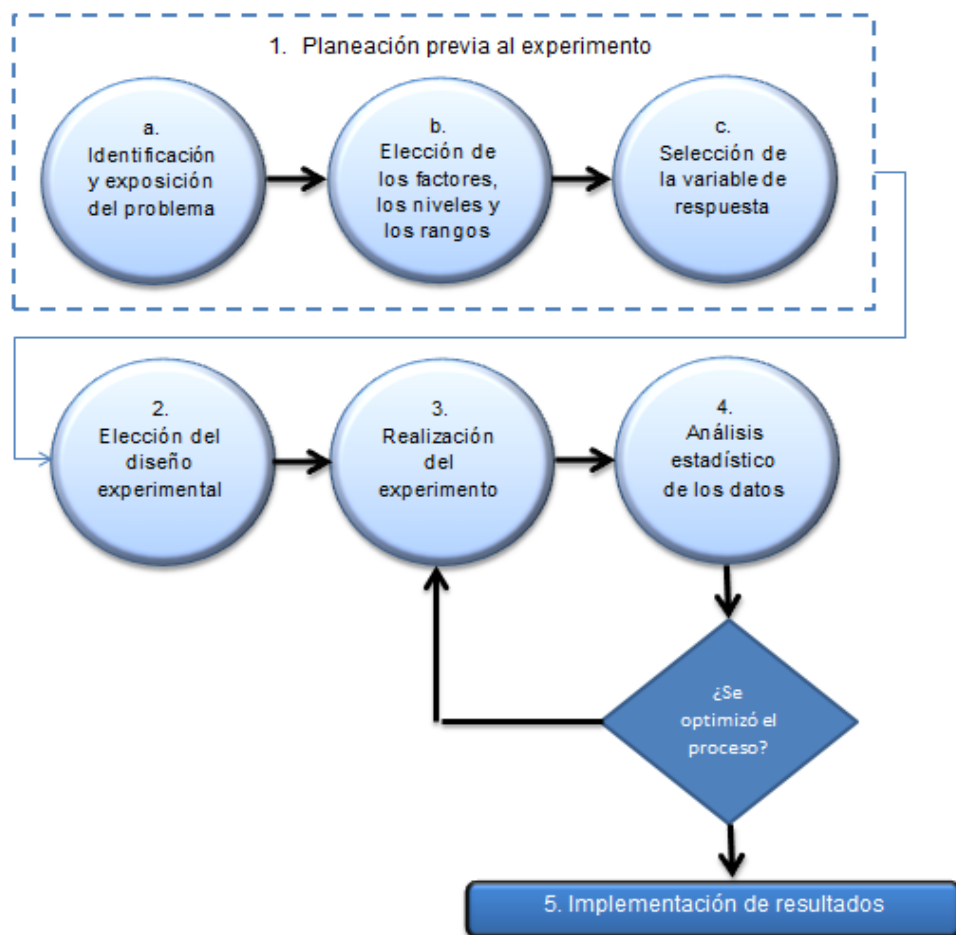 1. Planeación previa al experimento
a.
Identificación
y exposición
del problema
b.
Elección de
los factores,
los niveles y
los rangos
c.
Selección de
la variable de
respuesta
2.
Elección del
diseño
experimental
3.
Realización
del
experimento
4.
Análisis
estadístico
de los datos
¿Se
optimizó el
proceso?
5. Implementación de resultados